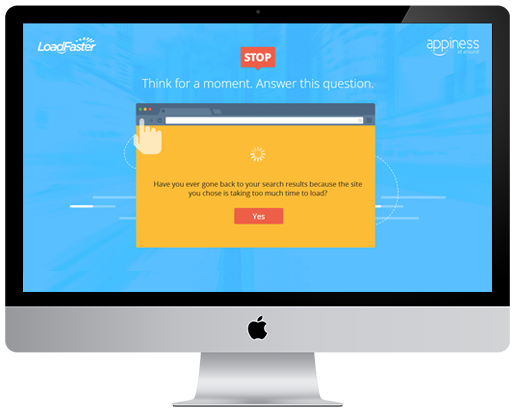 LoadFaster
appiness
STOP
Think for a moment. Answer this question.
Have you ever gone back to your search results because the site
you chose is taking too much time to load?
Yes